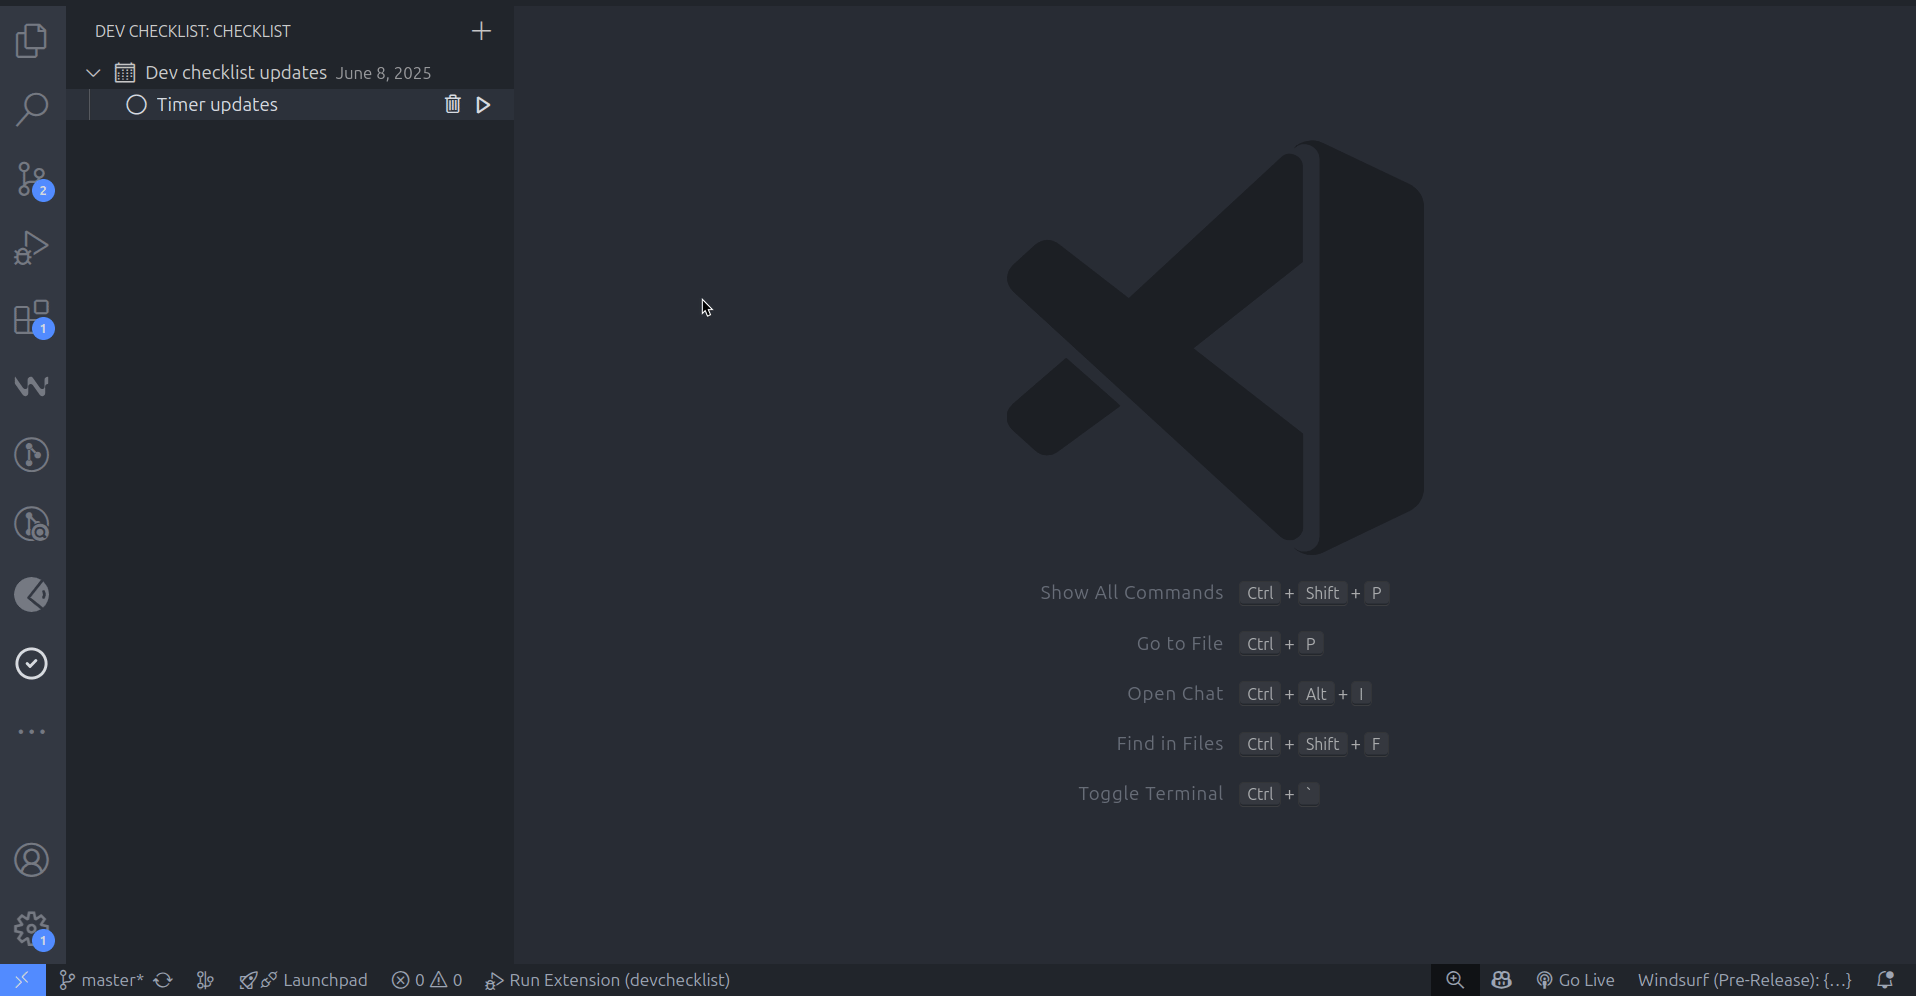 DEV CHECKLIST: CHECKLIST
Dev checklist updates June 8, 2025
Timer updates
2
1
Show All Commands Ctrl + Shift + P
Go to File Ctrl + P
Open Chat Ctrl + Alt + I
Find in Files Ctrl + Shift + F
Toggle Terminal Ctrl + `
1
master* Launchpad 0 0 Run Extension (devchecklist) Go Live Windsurf (Pre-Release): {...}